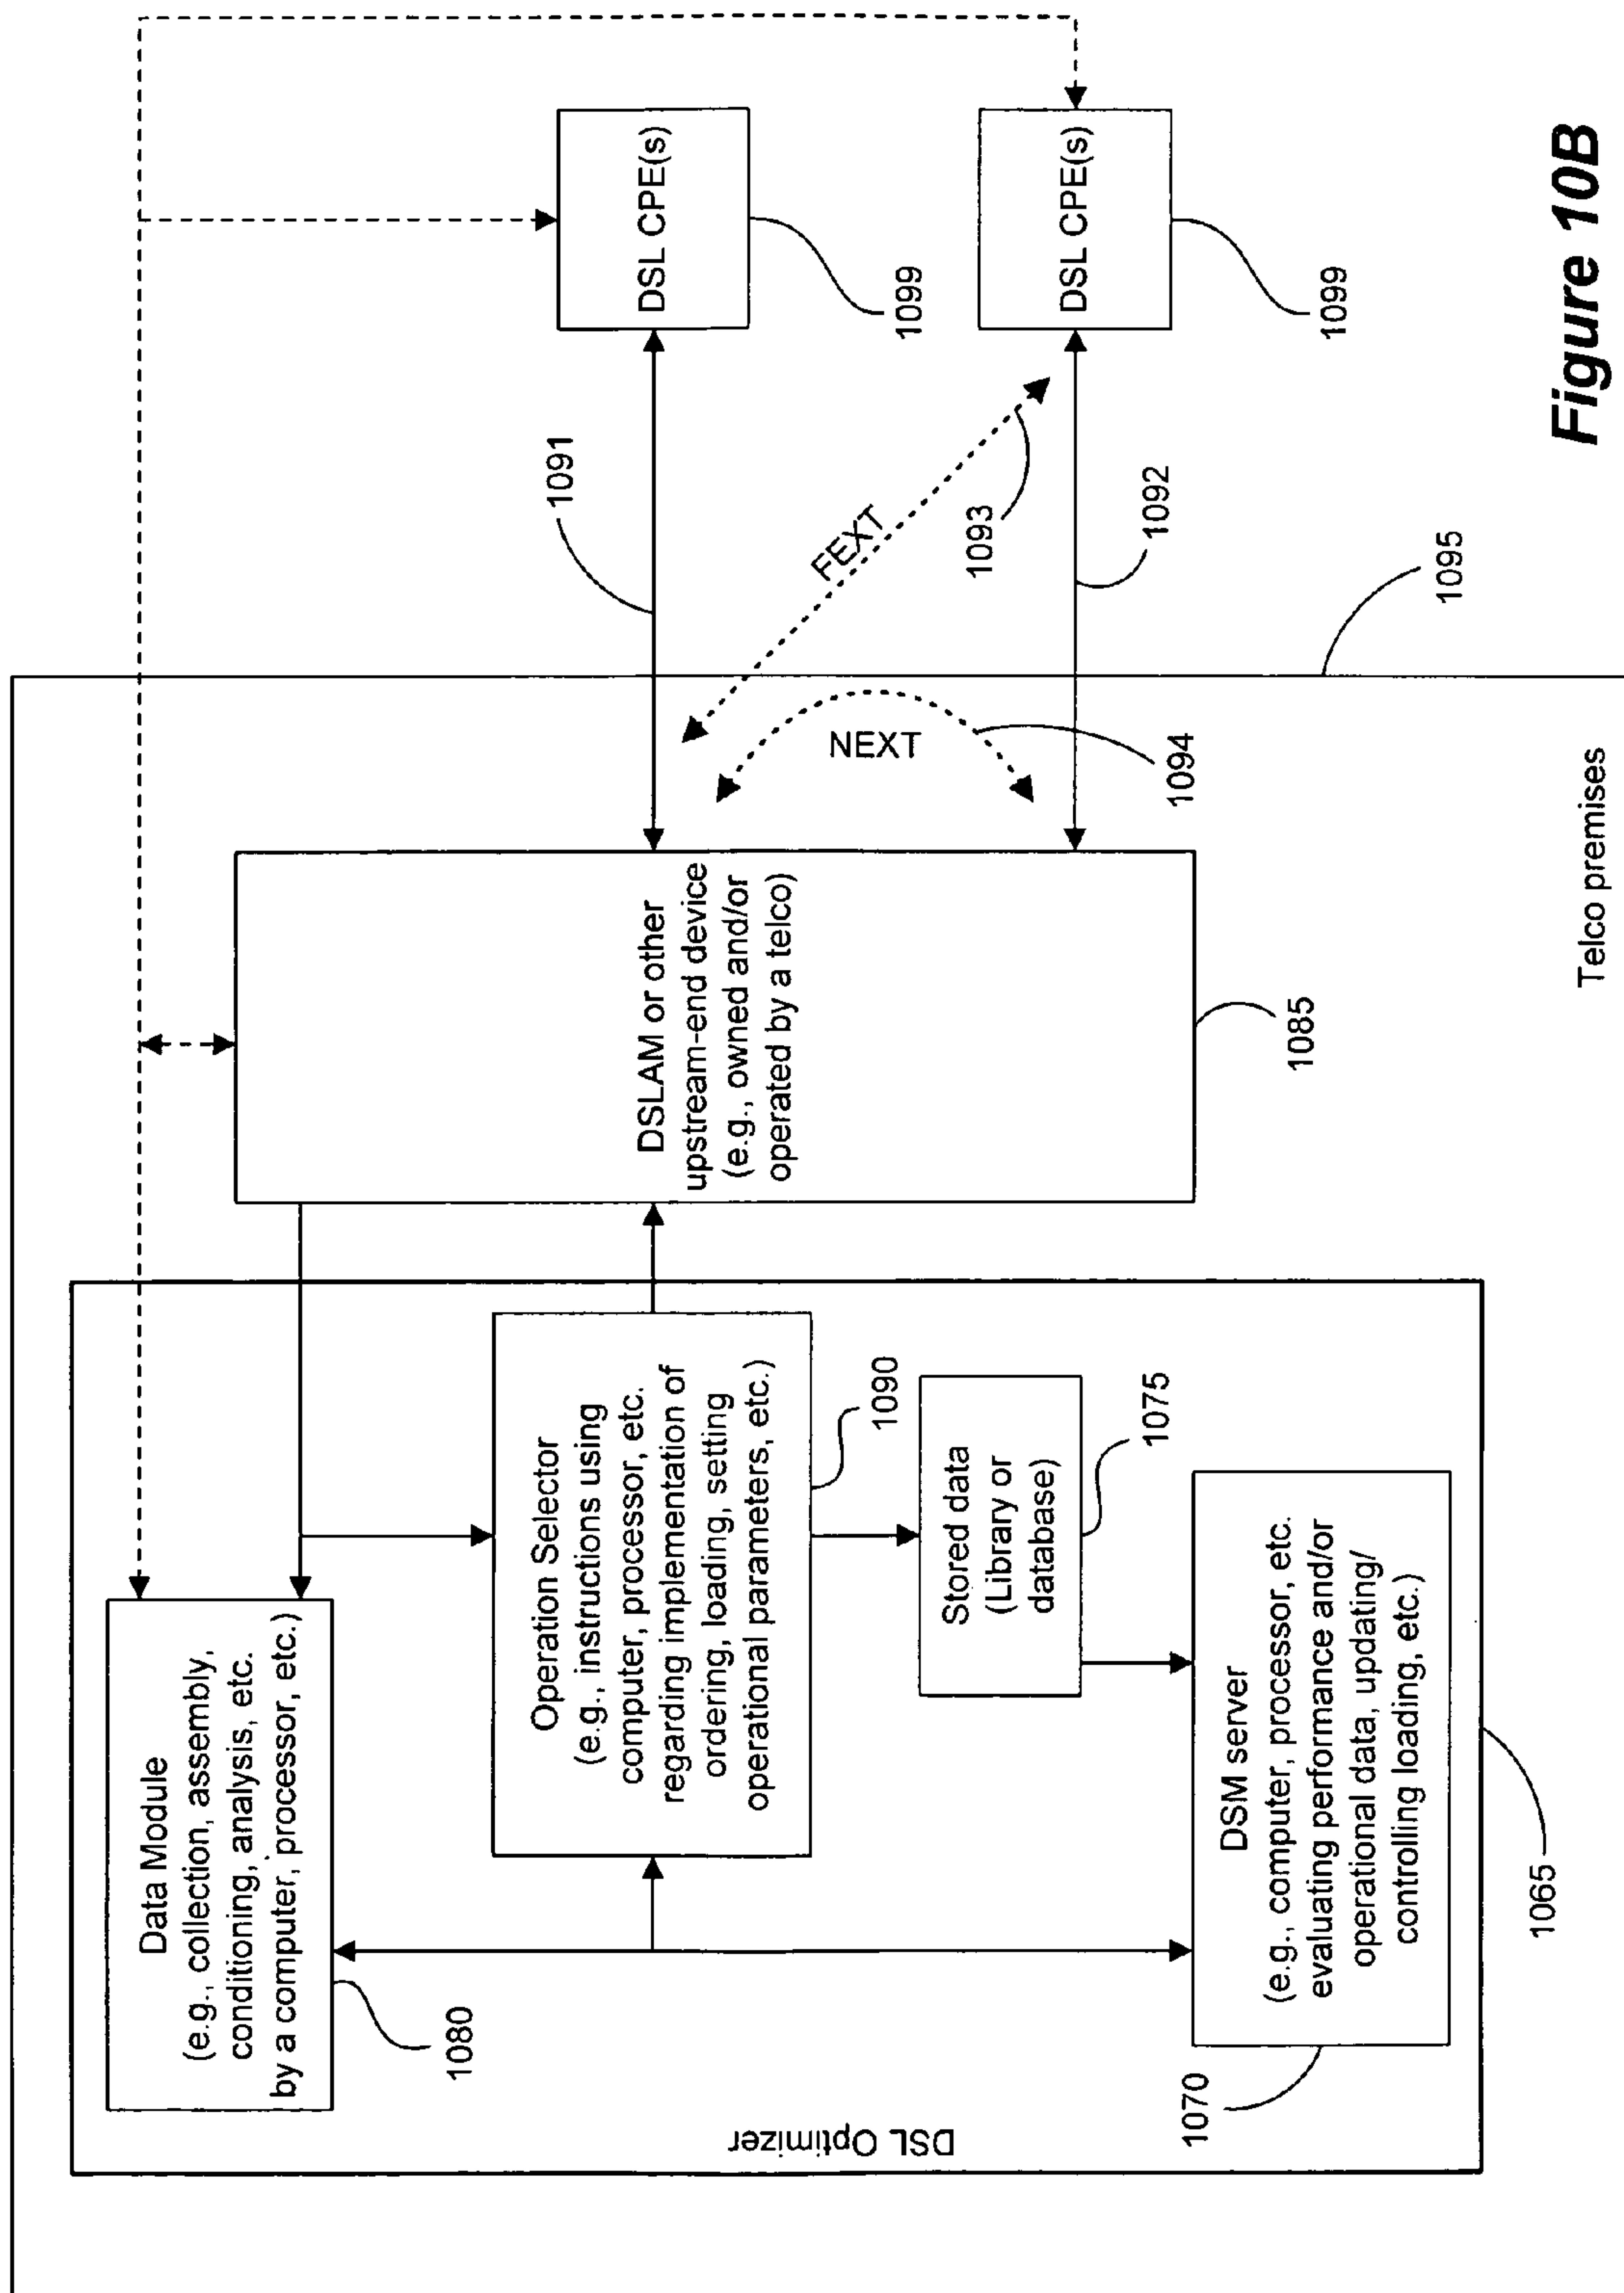 Data Module
(e.g., collection, assembly,
conditioning, analysis, etc.
by a computer, processor, etc.)
1080
Operation Selector
(e.g., instructions using
computer, processor, etc.
regarding implementation of
ordering, loading, setting
operational parameters, etc.)
1090
Stored data
(Library or
database)
1075
DSM server
(e.g., computer, processor, etc.
evaluating performance and/or
operational data, updating/
controlling loading, etc.)
1070
DSL Optimizer
1065
DSLAM or other
upstream-end device
(e.g., owned and/or
operated by a telco)
1085
NEXT
1094
FEXT
1093
1091
1092
1095
DSL CPE(s)
1099
DSL CPE(s)
1099
Telco premises
Figure 10B